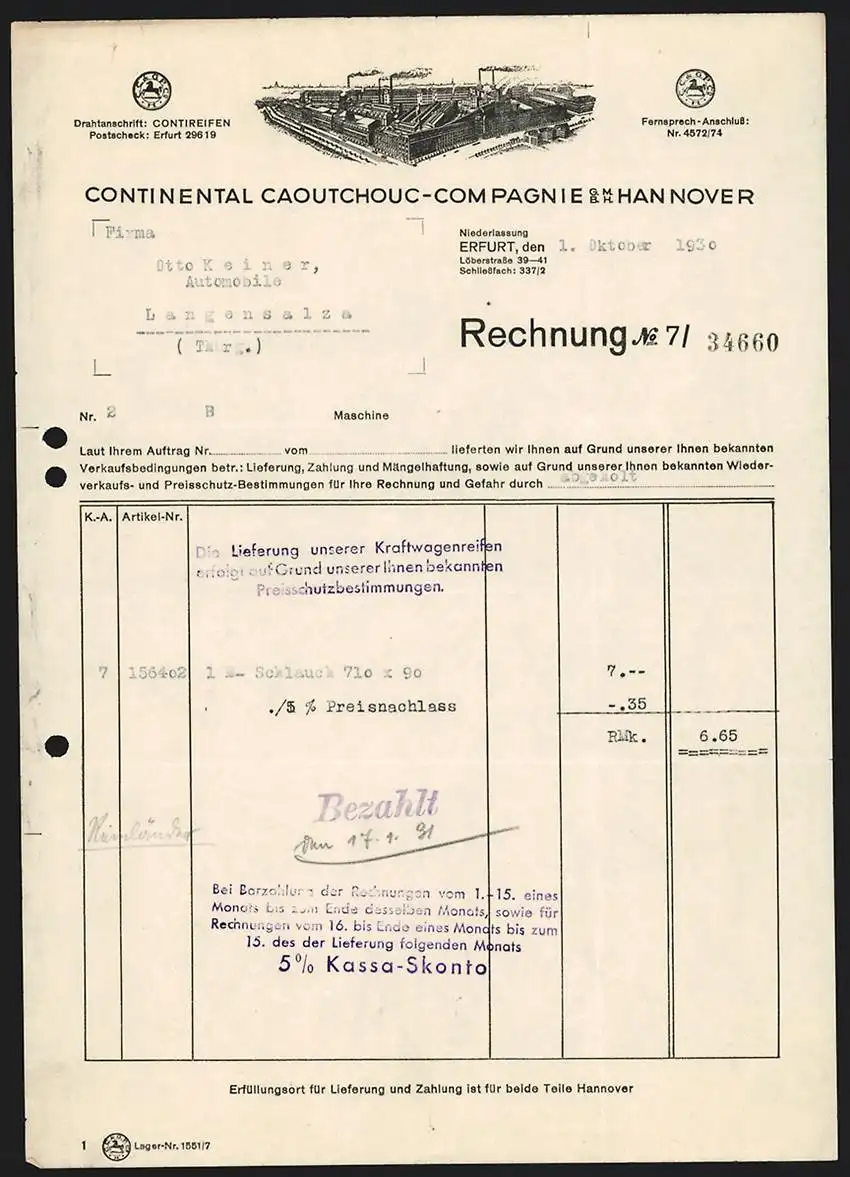 Drahtanschrift: CONTIREIFEN
Postscheck: Erfurt 29619
Fernsprech-Anschluß:
Nr. 4572/74
CONTINENTAL CAOUTCHOUC-COMPAGNIE G.M.B.H. HANNOVER
Firma
Otto Keiner,
Automobile
Langensalza
(Thürg.)
Niederlassung
ERFURT, den 1. Oktober 1930
Löberstraße 39—41
Schließfach: 337/2
Rechnung № 7/ 34660
Nr. 2 B Maschine
Laut Ihrem Auftrag Nr. vom lieferten wir Ihnen auf Grund unserer Ihnen bekannten
Verkaufsbedingungen betr.: Lieferung, Zahlung und Mängelhaftung, sowie auf Grund unserer Ihnen bekannten Wieder-
verkaufs- und Preisschutz-Bestimmungen für Ihre Rechnung und Gefahr durch abgeholt
K.-A. Artikel-Nr.
Die Lieferung unserer Kraftwagenreifen
erfolgt auf Grund unserer Ihnen bekannten
Preisschutzbestimmungen.
7 156402 1 Schlauch 710 x 90 7.--
./5 % Preisnachlass -.35
RMk. 6.65
Bezahlt
den 17. 1. 31
Bei Barzahlung der Rechnungen vom 1.-15. eines
Monats bis zum Ende desselben Monats, sowie für
Rechnungen vom 16. bis Ende eines Monats bis zum
15. des der Lieferung folgenden Monats
5% Kassa-Skonto
Erfüllungsort für Lieferung und Zahlung ist für beide Teile Hannover
1 Lager-Nr. 1551/7